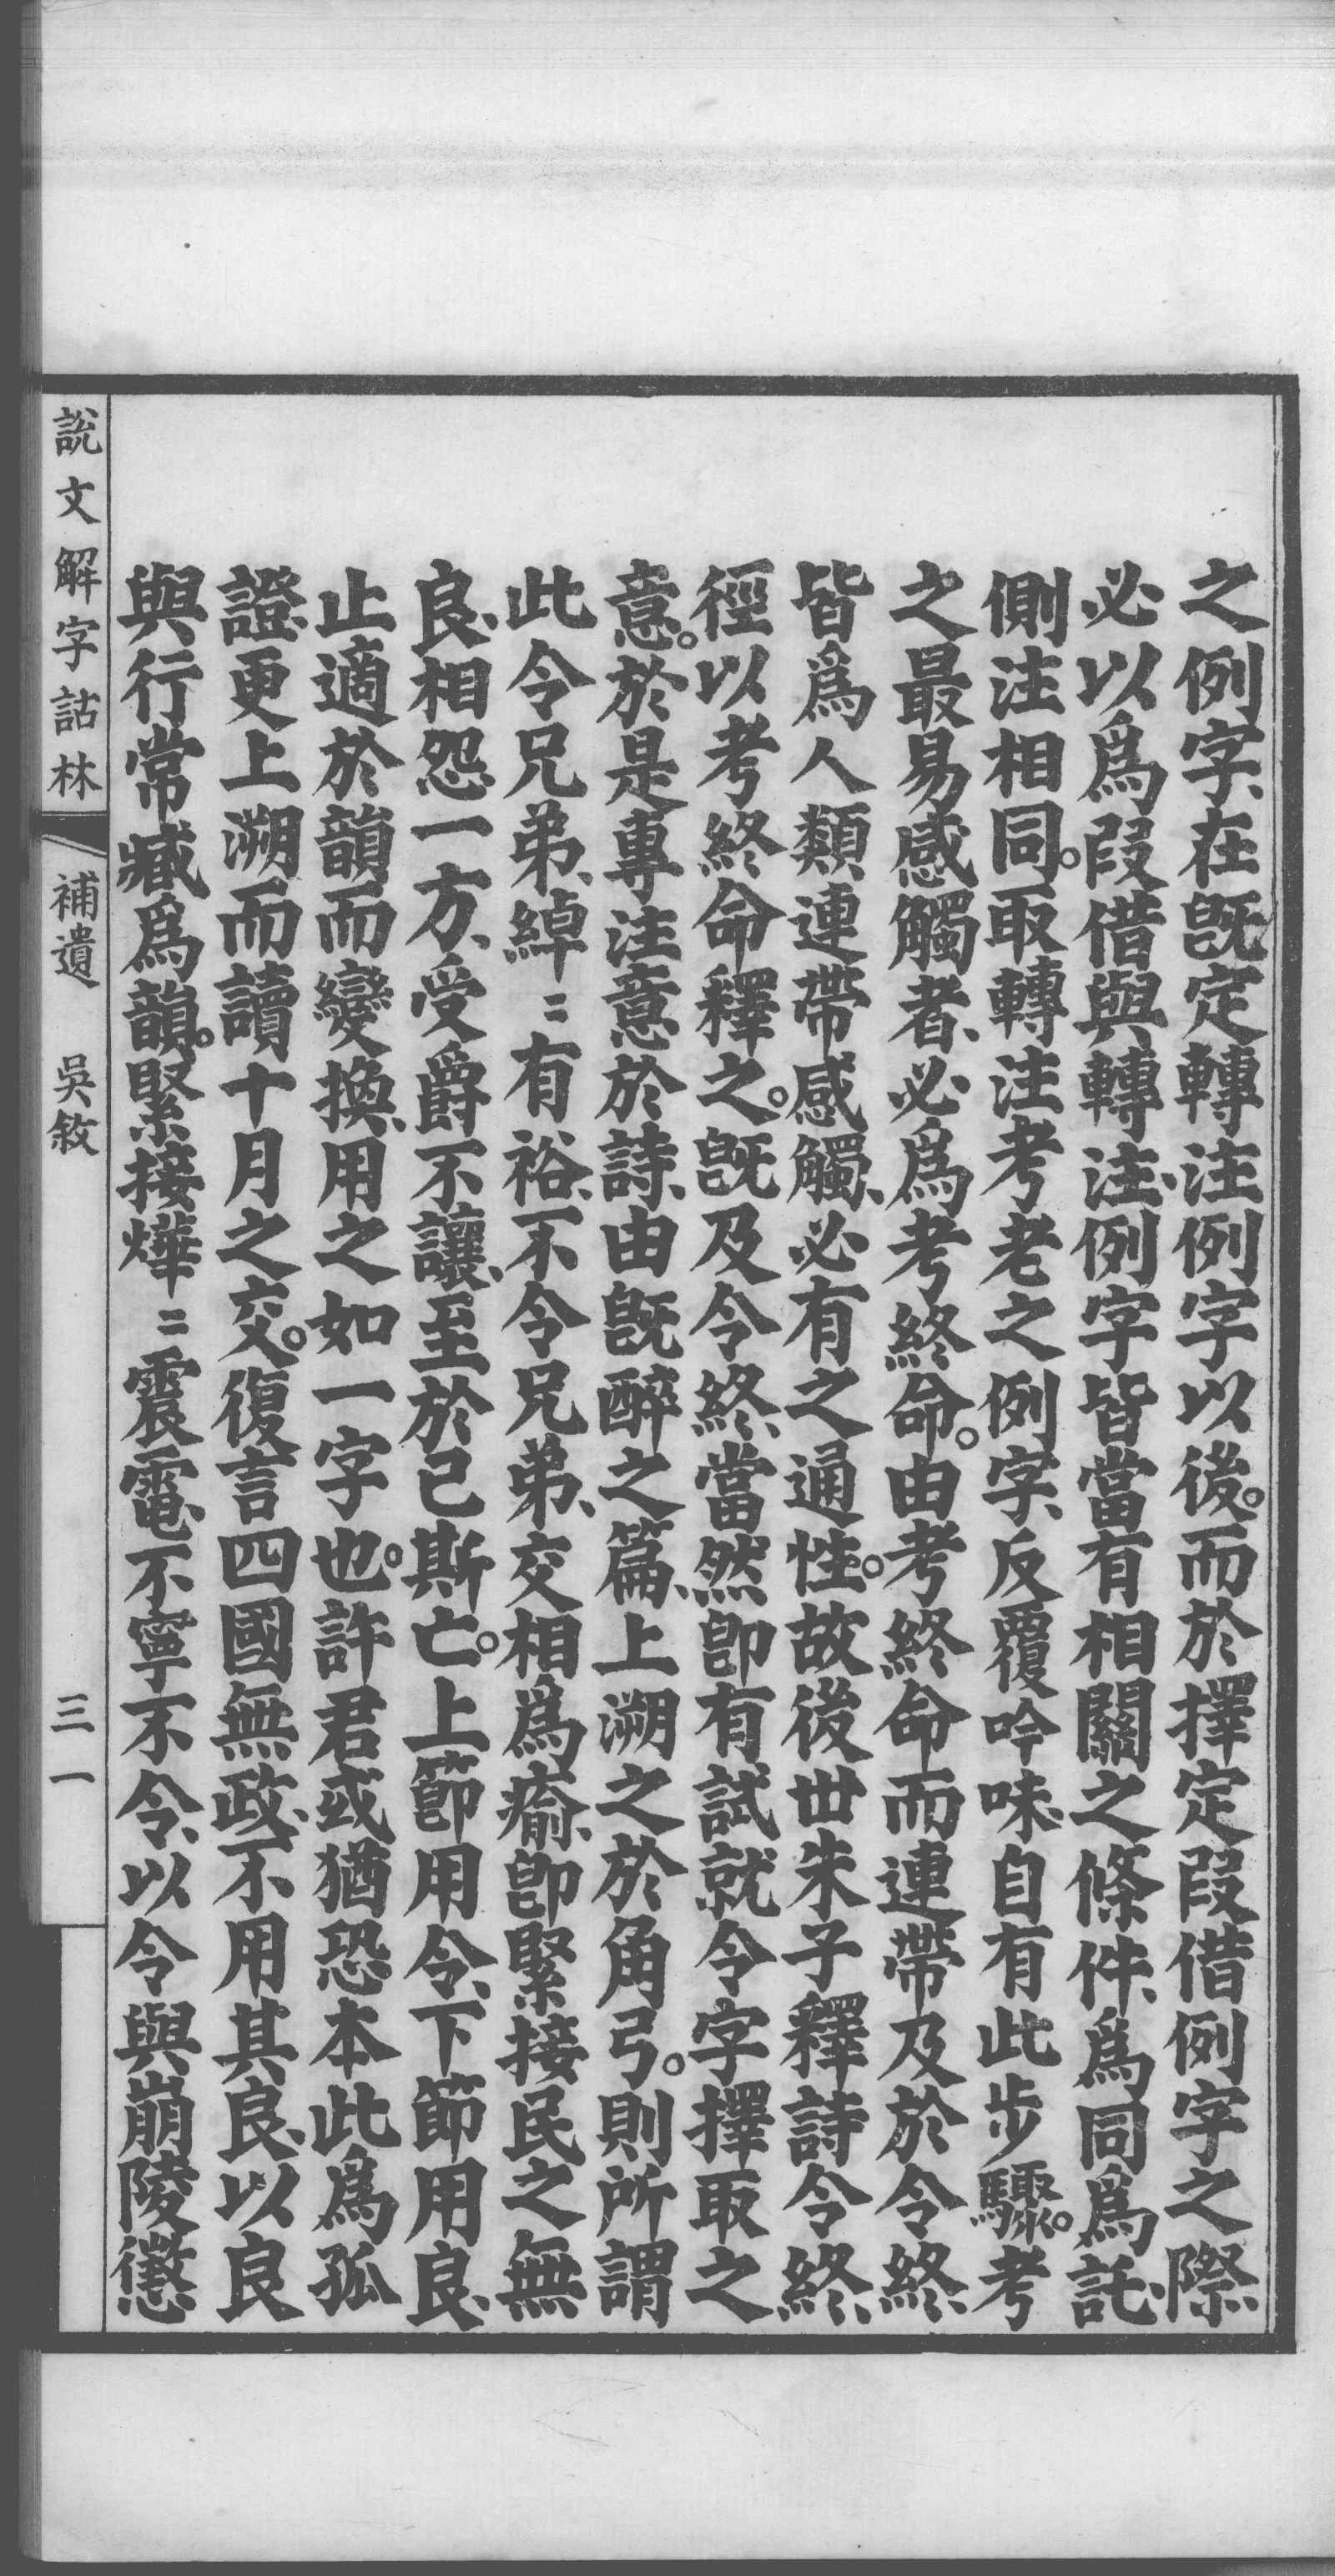 之例字、在旣定轉注例字以後。而於擇定叚借例字之際、
必以爲叚借與轉注、例字皆當有相關之條件、爲同爲託、
側注相同。取轉注考老之例字、反覆吟味、自有此步驟。考
之最易感觸者、必爲考終命。由考終命而連帶及於令終、
皆爲人類連帶感觸、必有之通性。故後世朱子釋詩令終、
徑以考終命釋之。旣及令終、當然卽有試就令字擇取之
意。於是專注意於詩、由旣醉之篇、上溯之於角弓。則所謂
此令兄弟、綽〻有裕、不令兄弟、交相爲瘉、卽緊接民之無
良、相怨一方、受爵不讓、至於己斯亡。上節用令、下節用良、
止適於韻而變換、用之如一字也。許君或猶恐本此爲孤
證、更上溯而讀十月之交。復言四國無政、不用其良、以良
與行常臧爲韻。緊接爗〻震電、不寧不令、以令與崩陵懲
說文解字詁林 補遺 吳敘 三一